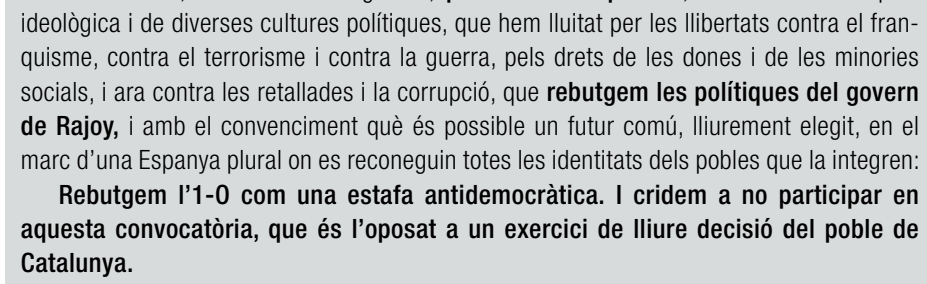 ideològica i de diverses cultures polítiques, que hem lluitat per les llibertats contra el fran-
quisme, contra el terrorisme i contra la guerra, pels drets de les dones i de les minories
socials, i ara contra les retallades i la corrupció, que rebutgem les polítiques del govern
de Rajoy, i amb el convenciment què és possible un futur comú, lliurement elegit, en el
marc d'una Espanya plural on es reconeguin totes les identitats dels pobles que la integren:
Rebutgem l'1-O com una estafa antidemocràtica. I cridem a no participar en
aquesta convocatòria, que és l'oposat a un exercici de lliure decisió del poble de
Catalunya.